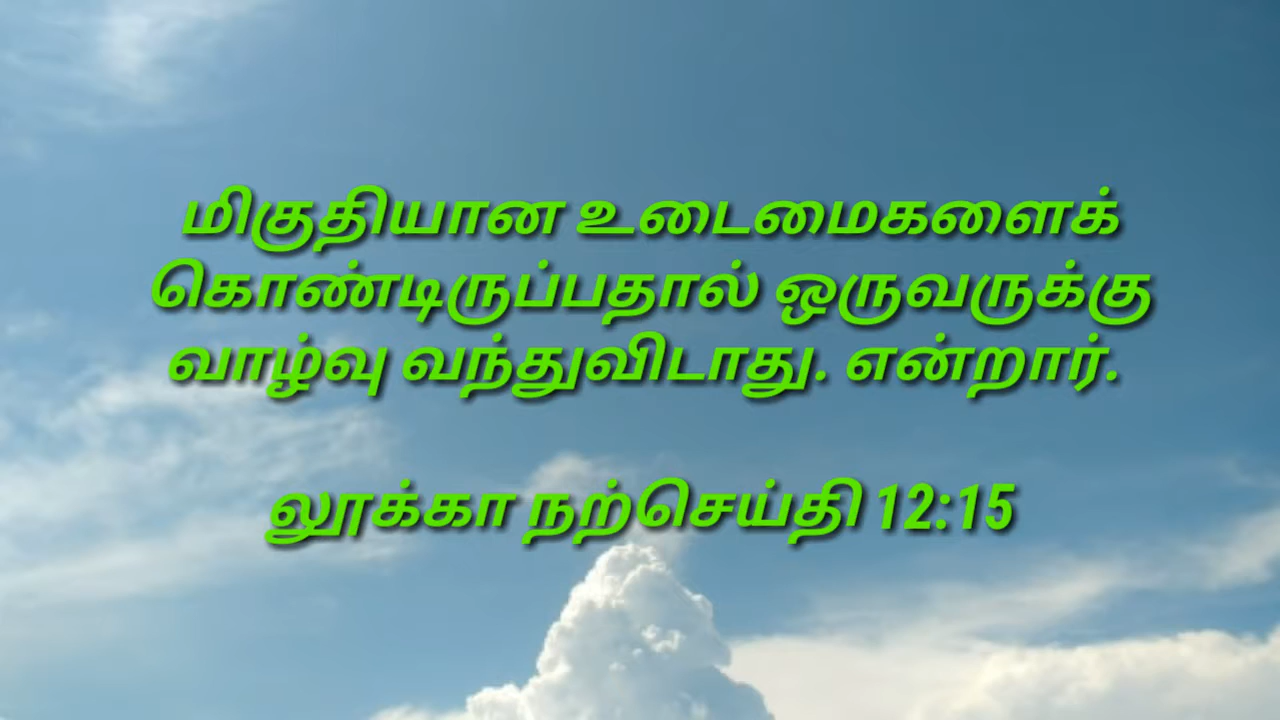 மிகுதியான உடைமைகளைக்
கொண்டிருப்பதால் ஒருவருக்கு
வாழ்வு வந்துவிடாது. என்றார்.
லூக்கா நற்செய்தி 12:15